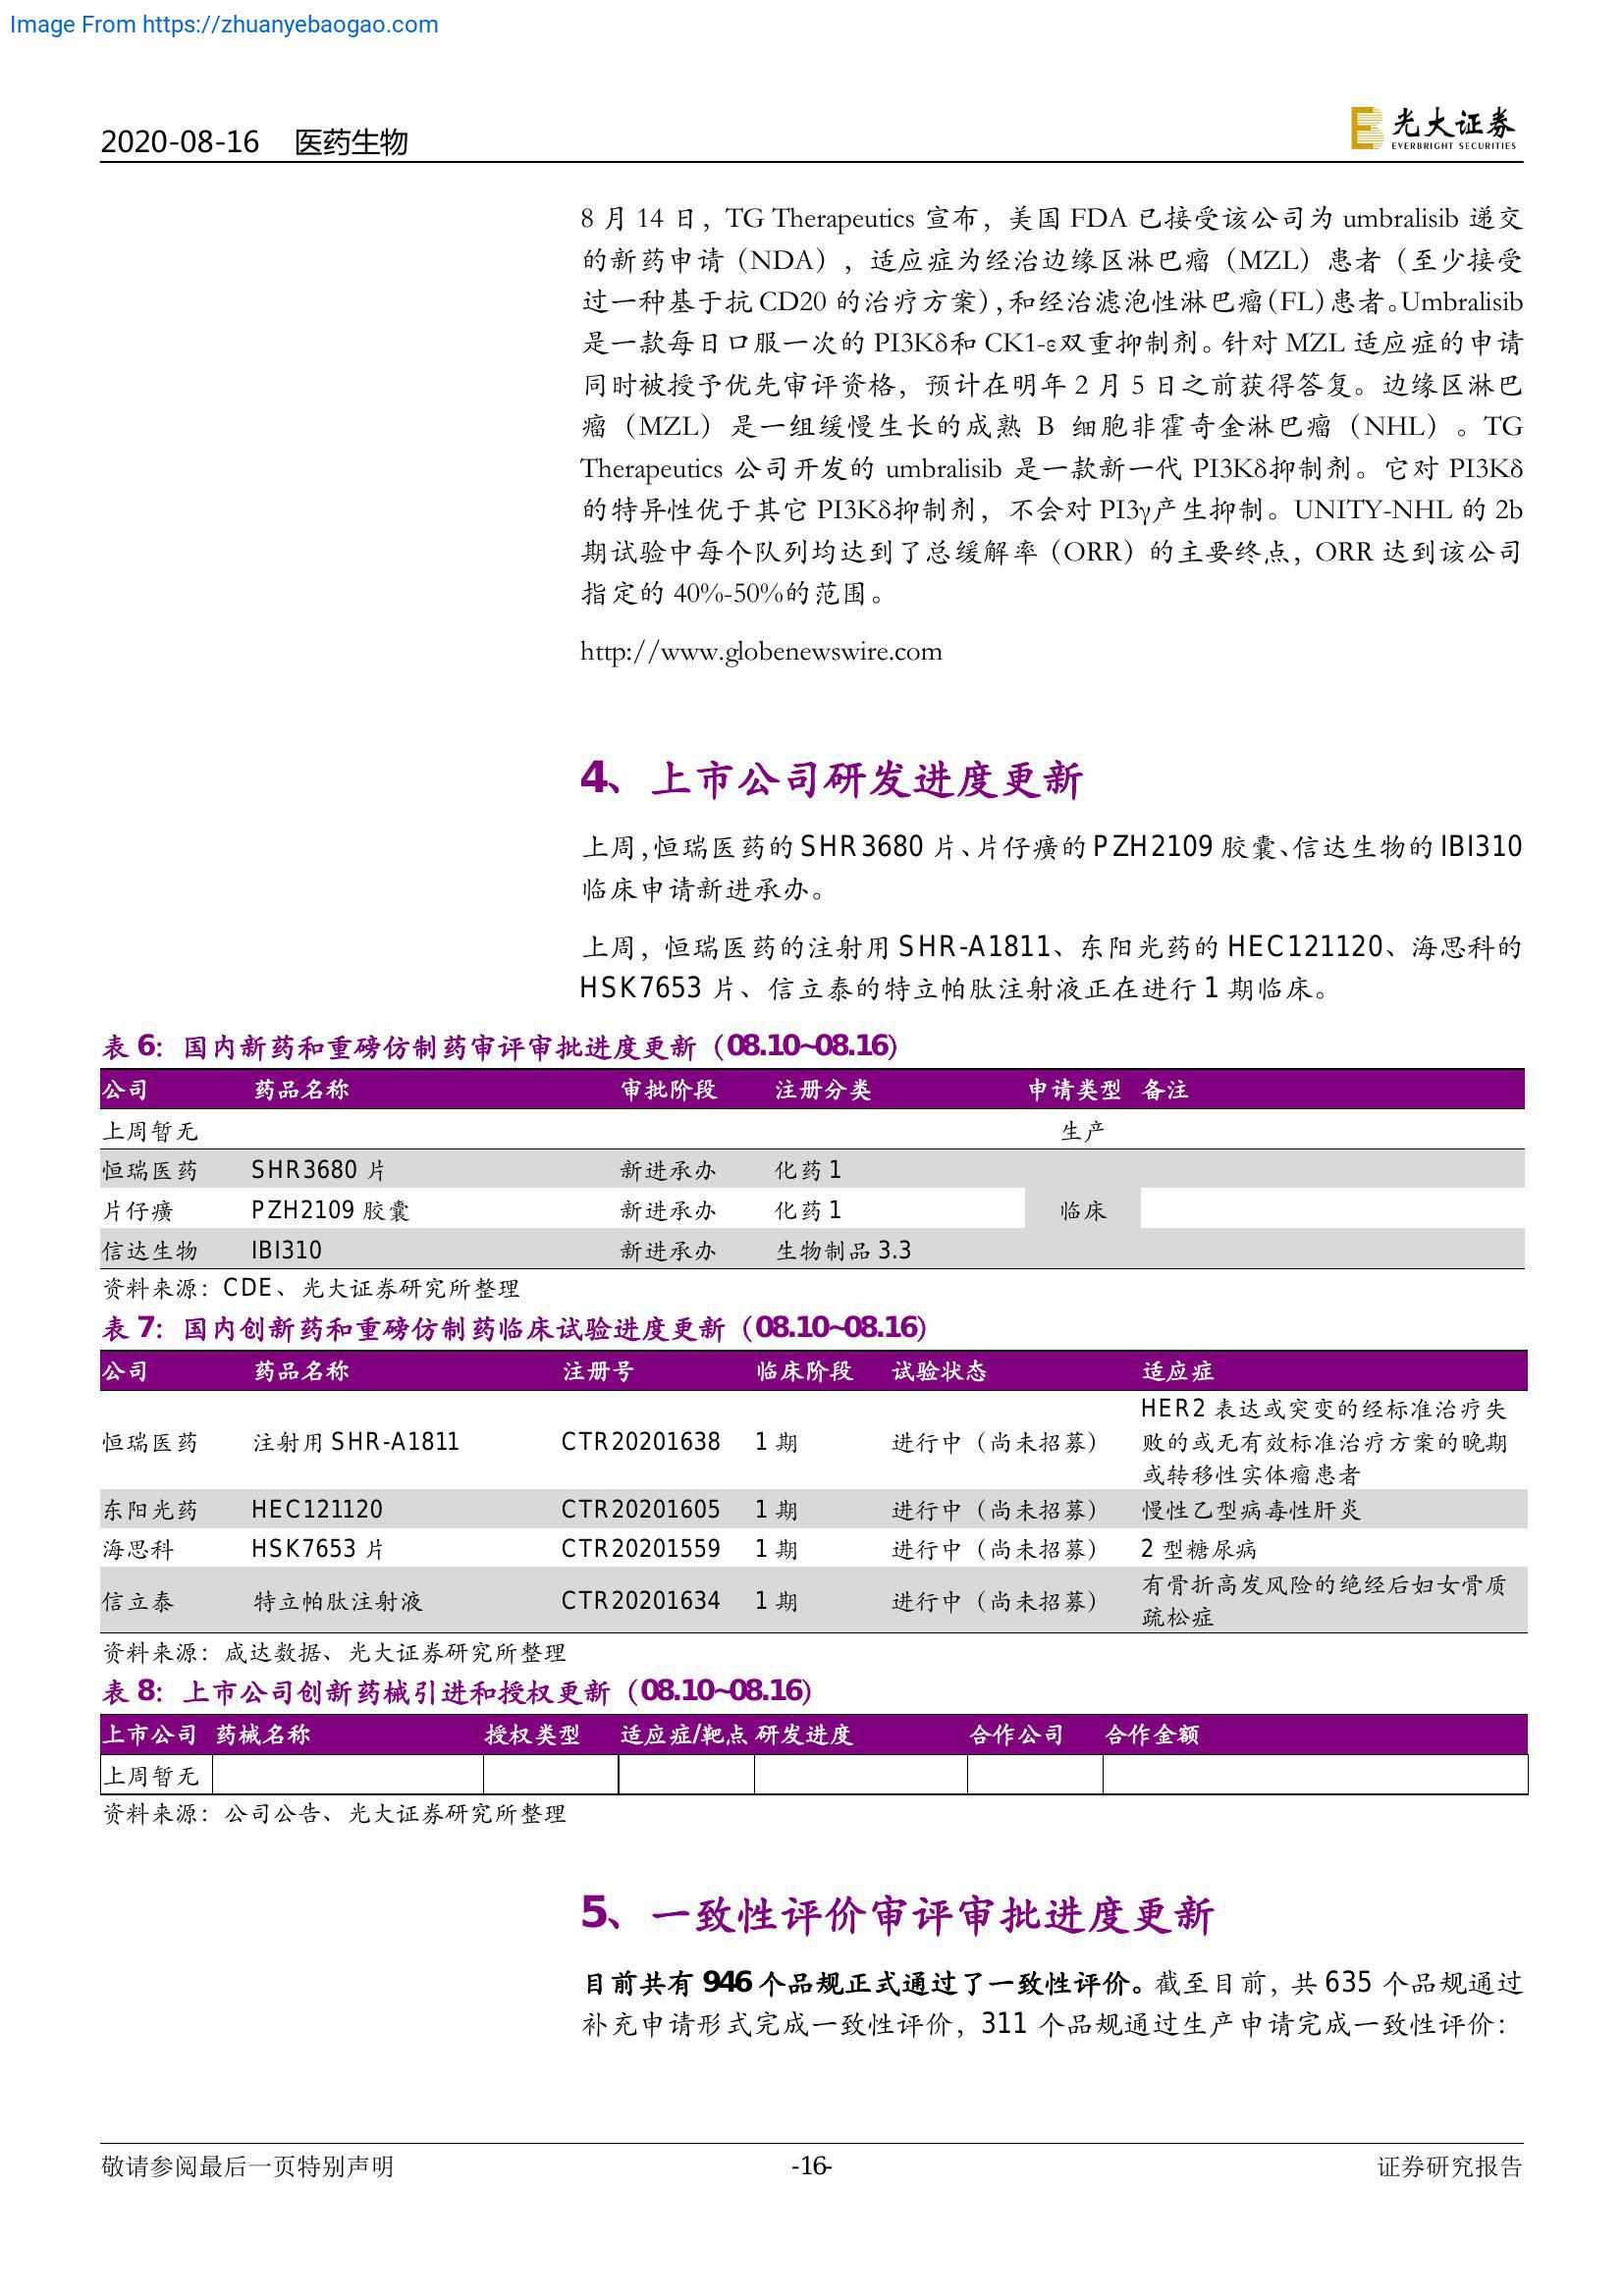 Image From https://zhuanyebaogao.com
2020-08-16 医药生物
光大证券
EVERBRIGHT SECURITIES
8 月 14 日，TG Therapeutics 宣布，美国 FDA 已接受该公司为 umbralisib 递交
的新药申请（NDA），适应症为经治边缘区淋巴瘤（MZL）患者（至少接受
过一种基于抗 CD20 的治疗方案），和经治滤泡性淋巴瘤（FL）患者。Umbralisib
是一款每日口服一次的 PI3Kδ和 CK1-ε双重抑制剂。针对 MZL 适应症的申请
同时被授予优先审评资格，预计在明年 2 月 5 日之前获得答复。边缘区淋巴
瘤（MZL）是一组缓慢生长的成熟 B 细胞非霍奇金淋巴瘤（NHL）。TG
Therapeutics 公司开发的 umbralisib 是一款新一代 PI3Kδ抑制剂。它对 PI3Kδ
的特异性优于其它 PI3Kδ抑制剂，不会对 PI3γ产生抑制。UNITY-NHL 的 2b
期试验中每个队列均达到了总缓解率（ORR）的主要终点，ORR 达到该公司
指定的 40%-50%的范围。
http://www.globenewswire.com
4、上市公司研发进度更新
上周，恒瑞医药的 SHR3680 片、片仔癀的 PZH2109 胶囊、信达生物的 IBI310
临床申请新进承办。
上周，恒瑞医药的注射用 SHR-A1811、东阳光药的 HEC121120、海思科的
HSK7653 片、信立泰的特立帕肽注射液正在进行 1 期临床。
表 6：国内新药和重磅仿制药审评审批进度更新（08.10~08.16）
公司 药品名称 审批阶段 注册分类 申请类型 备注
上周暂无 生产
恒瑞医药 SHR3680 片 新进承办 化药 1
片仔癀 PZH2109 胶囊 新进承办 化药 1 临床
信达生物 IBI310 新进承办 生物制品 3.3
资料来源：CDE、光大证券研究所整理
表 7：国内创新药和重磅仿制药临床试验进度更新（08.10~08.16）
公司 药品名称 注册号 临床阶段 试验状态 适应症
HER2 表达或突变的经标准治疗失
恒瑞医药 注射用 SHR-A1811 CTR20201638 1 期 进行中（尚未招募） 败的或无有效标准治疗方案的晚期
或转移性实体瘤患者
东阳光药 HEC121120 CTR20201605 1 期 进行中（尚未招募） 慢性乙型病毒性肝炎
海思科 HSK7653 片 CTR20201559 1 期 进行中（尚未招募） 2 型糖尿病
信立泰 特立帕肽注射液 CTR20201634 1 期 进行中（尚未招募） 有骨折高发风险的绝经后妇女骨质
疏松症
资料来源：咸达数据、光大证券研究所整理
表 8：上市公司创新药械引进和授权更新（08.10~08.16）
上市公司 药械名称 授权类型 适应症/靶点 研发进度 合作公司 合作金额
上周暂无
资料来源：公司公告、光大证券研究所整理
5、一致性评价审评审批进度更新
目前共有 946 个品规正式通过了一致性评价。截至目前，共 635 个品规通过
补充申请形式完成一致性评价，311 个品规通过生产申请完成一致性评价：
敬请参阅最后一页特别声明 -16- 证券研究报告